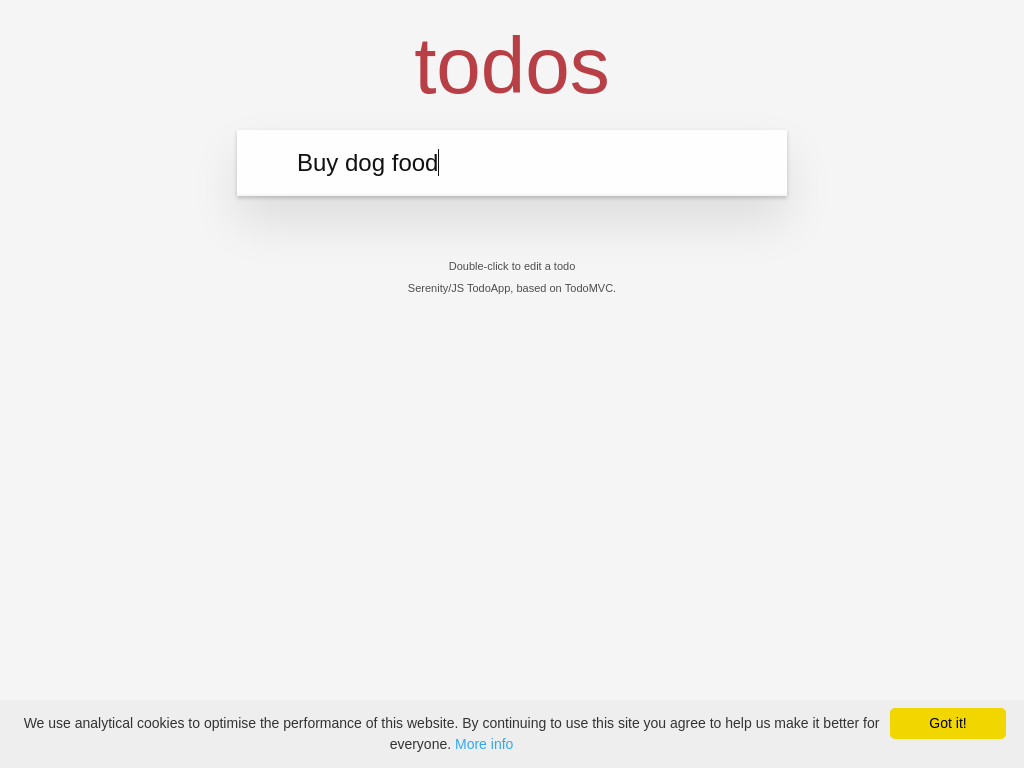 todos
Buy dog food
Double-click to edit a todo
Serenity/JS TodoApp, based on TodoMVC.
We use analytical cookies to optimise the performance of this website. By continuing to use this site you agree to help us make it better for
everyone. More info
Got it!